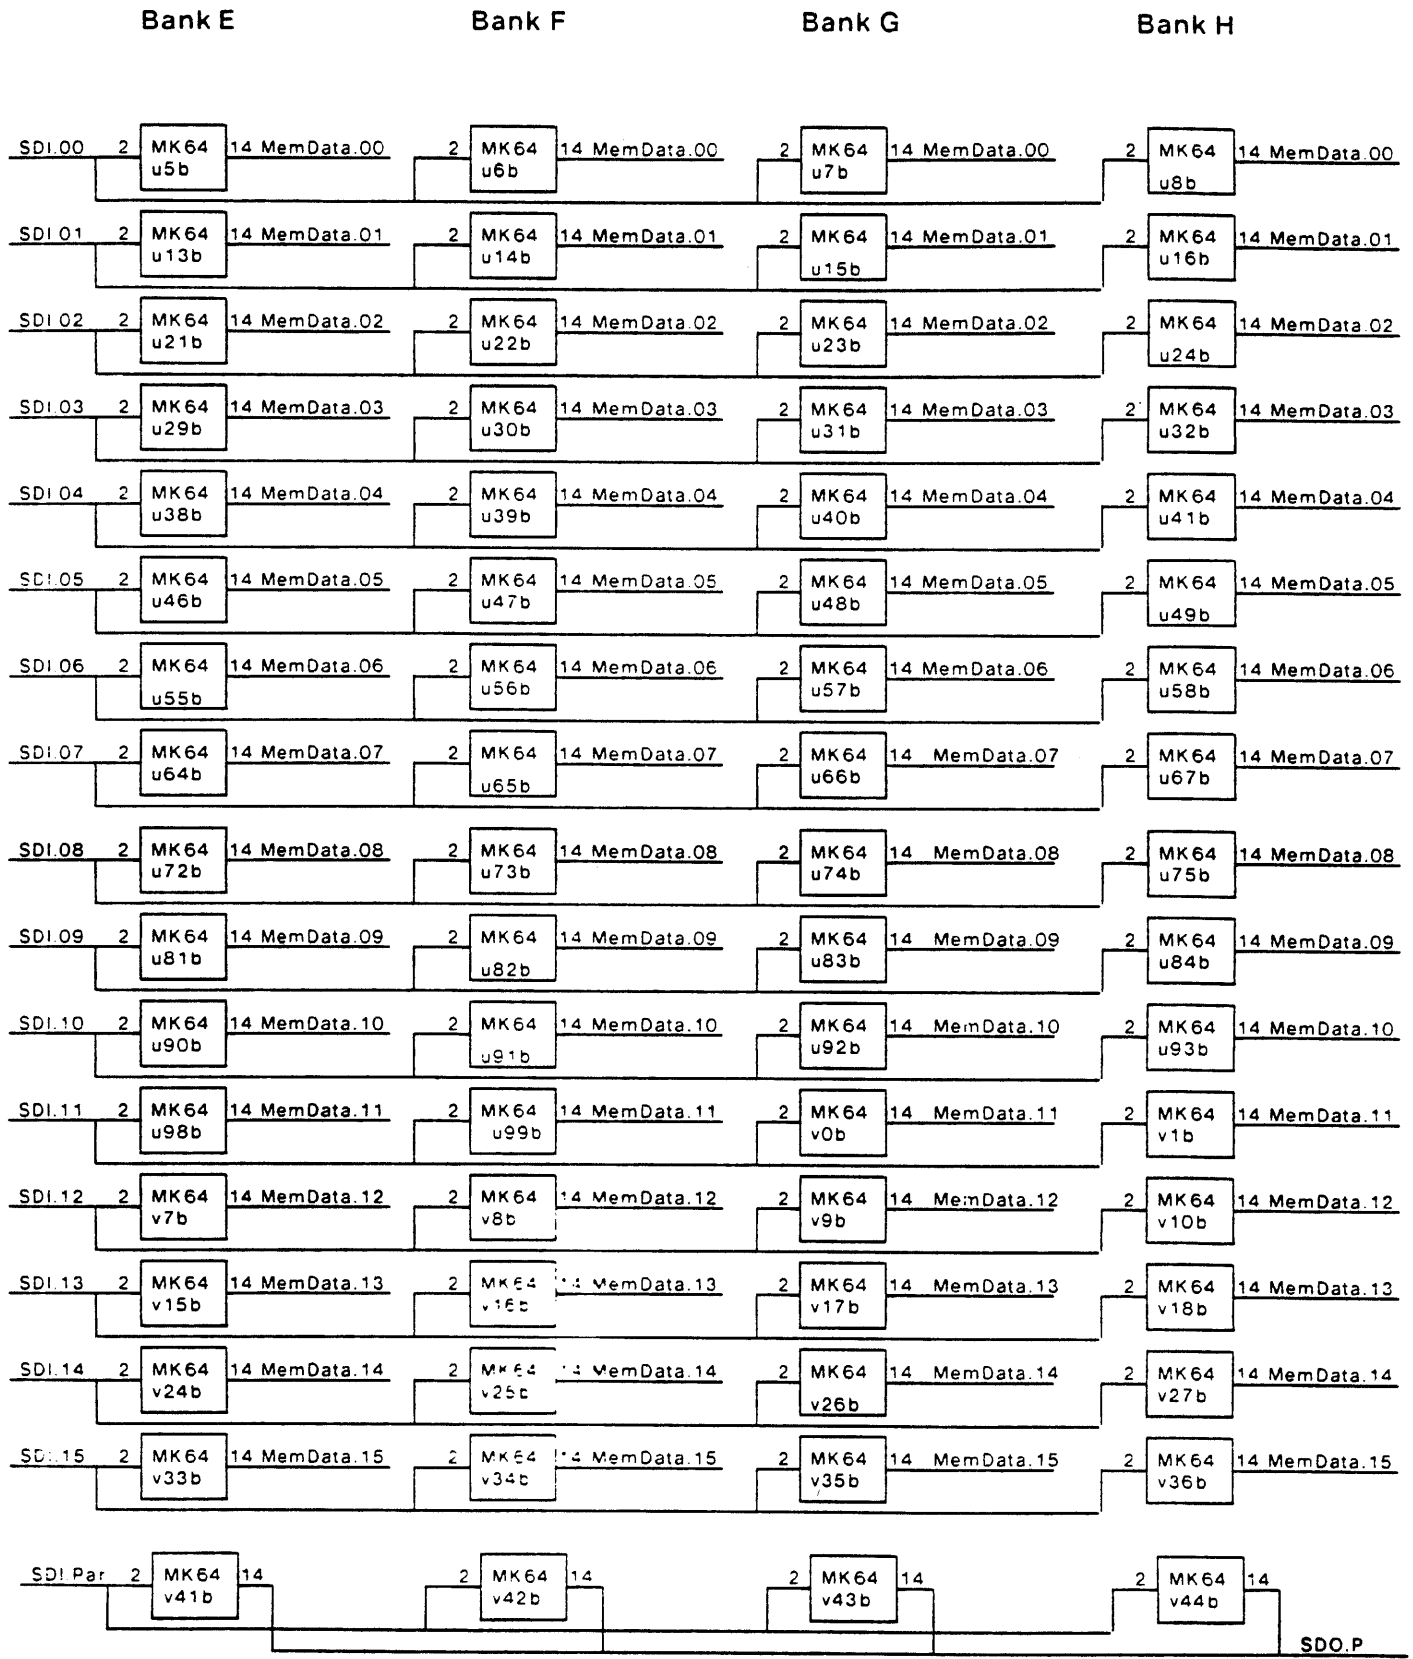 Bank E Bank F Bank G Bank H
SDI.00 2 MK64 14 MemData.00 2 MK64 14 MemData.00 2 MK64 14 MemData.00 2 MK64 14 MemData.00
u5b u6b u7b u8b
SDI.01 2 MK64 14 MemData.01 2 MK64 14 MemData.01 2 MK64 14 MemData.01 2 MK64 14 MemData.01
u13b u14b u15b u16b
SDI.02 2 MK64 14 MemData.02 2 MK64 14 MemData.02 2 MK64 14 MemData.02 2 MK64 14 MemData.02
u21b u22b u23b u24b
SDI.03 2 MK64 14 MemData.03 2 MK64 14 MemData.03 2 MK64 14 MemData.03 2 MK64 14 MemData.03
u29b u30b u31b u32b
SDI.04 2 MK64 14 MemData.04 2 MK64 14 MemData.04 2 MK64 14 MemData.04 2 MK64 14 MemData.04
u38b u39b u40b u41b
SDI.05 2 MK64 14 MemData.05 2 MK64 14 MemData.05 2 MK64 14 MemData.05 2 MK64 14 MemData.05
u46b u47b u48b u49b
SDI.06 2 MK64 14 MemData.06 2 MK64 14 MemData.06 2 MK64 14 MemData.06 2 MK64 14 MemData.06
u55b u56b u57b u58b
SDI.07 2 MK64 14 MemData.07 2 MK64 14 MemData.07 2 MK64 14 MemData.07 2 MK64 14 MemData.07
u64b u65b u66b u67b
SDI.08 2 MK64 14 MemData.08 2 MK64 14 MemData.08 2 MK64 14 MemData.08 2 MK64 14 MemData.08
u72b u73b u74b u75b
SDI.09 2 MK64 14 MemData.09 2 MK64 14 MemData.09 2 MK64 14 MemData.09 2 MK64 14 MemData.09
u81b u82b u83b u84b
SDI.10 2 MK64 14 MemData.10 2 MK64 14 MemData.10 2 MK64 14 MemData.10 2 MK64 14 MemData.10
u90b u91b u92b u93b
SDI.11 2 MK64 14 MemData.11 2 MK64 14 MemData.11 2 MK64 14 MemData.11 2 MK64 14 MemData.11
u98b u99b v0b v1b
SDI.12 2 MK64 14 MemData.12 2 MK64 14 MemData.12 2 MK64 14 MemData.12 2 MK64 14 MemData.12
v7b v8b v9b v10b
SDI.13 2 MK64 14 MemData.13 2 MK64 14 MemData.13 2 MK64 14 MemData.13 2 MK64 14 MemData.13
v15b v16b v17b v18b
SDI.14 2 MK64 14 MemData.14 2 MK64 14 MemData.14 2 MK64 14 MemData.14 2 MK64 14 MemData.14
v24b v25b v26b v27b
SDI.15 2 MK64 14 MemData.15 2 MK64 14 MemData.15 2 MK64 14 MemData.15 2 MK64 14 MemData.15
v33b v34b v35b v36b
SDI.Par 2 MK64 14 2 MK64 14 2 MK64 14 2 MK64 14
v41b v42b v43b v44b
SDO.P